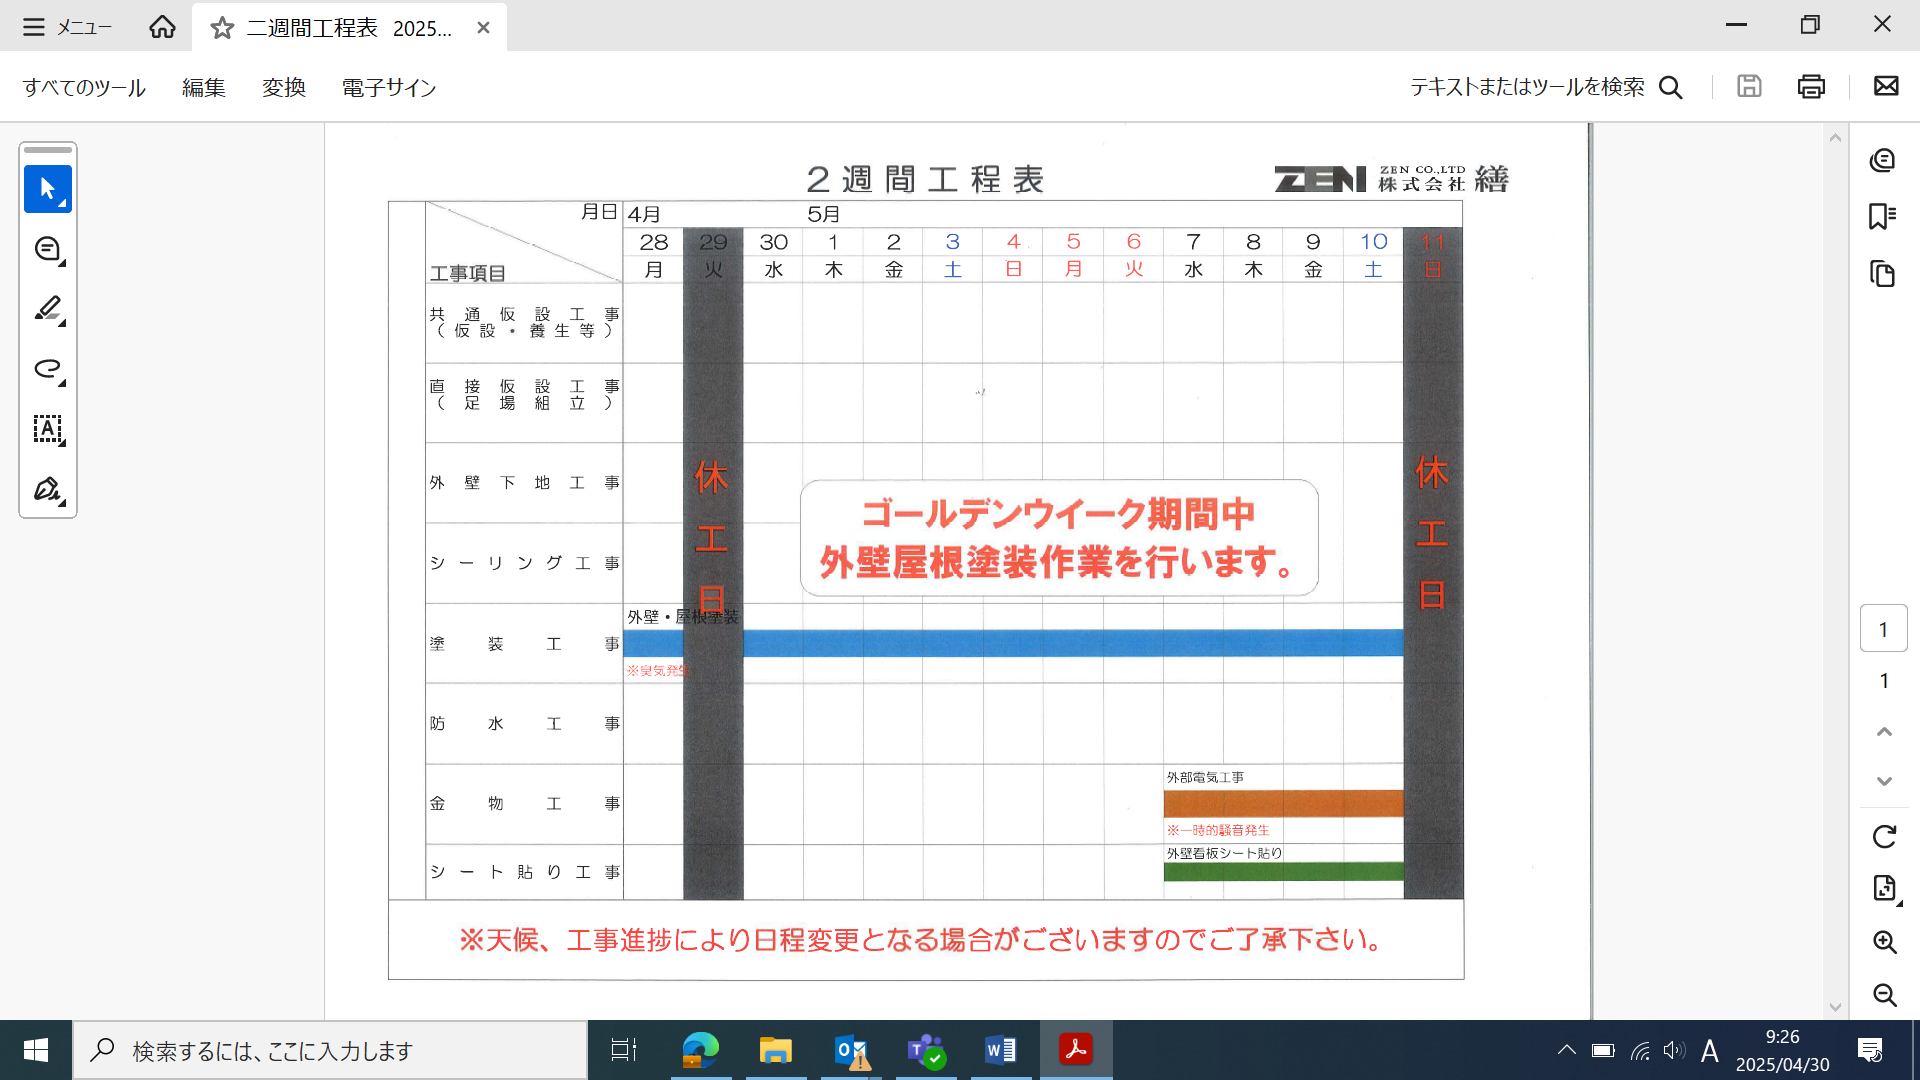 メニュー
二週間工程表 2025...
すべてのツール 編集 変換 電子サイン
テキストまたはツールを検索
2週間工程表
ZEN ZEN CO.,LTD 株式会社 繕
月日 4月 5月
28 29 30 1 2 3 4 5 6 7 8 9 10 11
工事項目 月 火 水 木 金 土 日 月 火 水 木 金 土 日
共通仮設工事
(仮設・養生等)
直接仮設工事
(足場組立)
外壁下地工事
シーリング工事
休工日
休工日
ゴールデンウイーク期間中
外壁屋根塗装作業を行います。
外壁・屋根塗装
塗装工事
※臭気発生
防水工事
外部電気工事
金物工事
※一時的騒音発生
外壁看板シート貼り
シート貼り工事
※天候、工事進捗により日程変更となる場合がございますのでご了承下さい。
1
1
検索するには、ここに入力します
A
9:26
2025/04/30